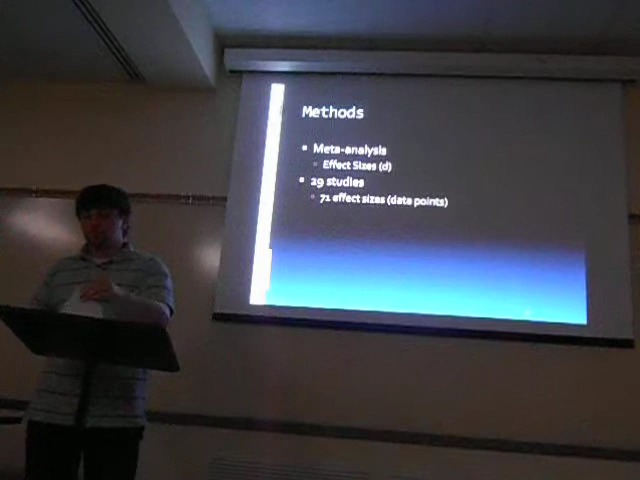 Methods
Meta-analysis
Effect Sizes (d)
29 studies
71 effect sizes (data points)